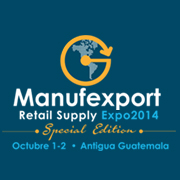 Manufexport
Retail Supply Expo2014
Special Edition
Octubre 1-2 • Antigua Guatemala